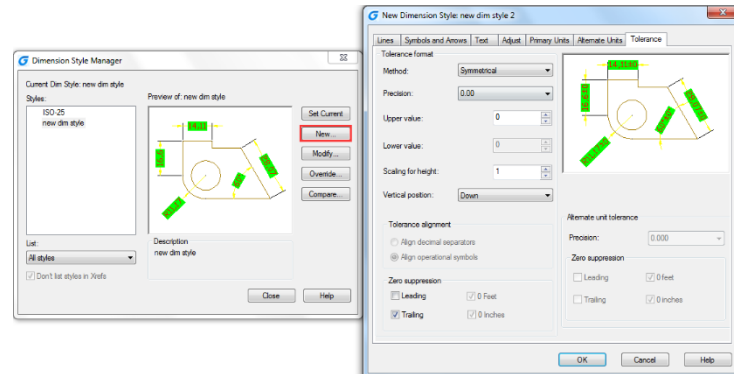 Dimension Style Manager
Current Dim Style: new dim style
Styles:
ISO-25
new dim style
Preview of: new dim style
14,11
16,6
Set Current
New...
Modify...
Override...
Compare...
List:
All styles
Don't list styles in Xrefs
Description
new dim style
Close
Help
New Dimension Style: new dim style 2
Lines
Symbols and Arrows
Text
Adjust
Primary Units
Alternate Units
Tolerance
Tolerance format
Method:
Symmetrical
Precision:
0.00
Upper value:
0
Lower value:
0
Scaling for height:
1
Vertical position:
Down
Tolerance alignment
Align decimal separators
Align operational symbols
Zero suppression
Leading
0 Feet
Trailing
0 Inches
Alternate unit tolerance
Precision:
0.000
Zero suppression
Leading
0 feet
Trailing
0 inches
OK
Cancel
Help